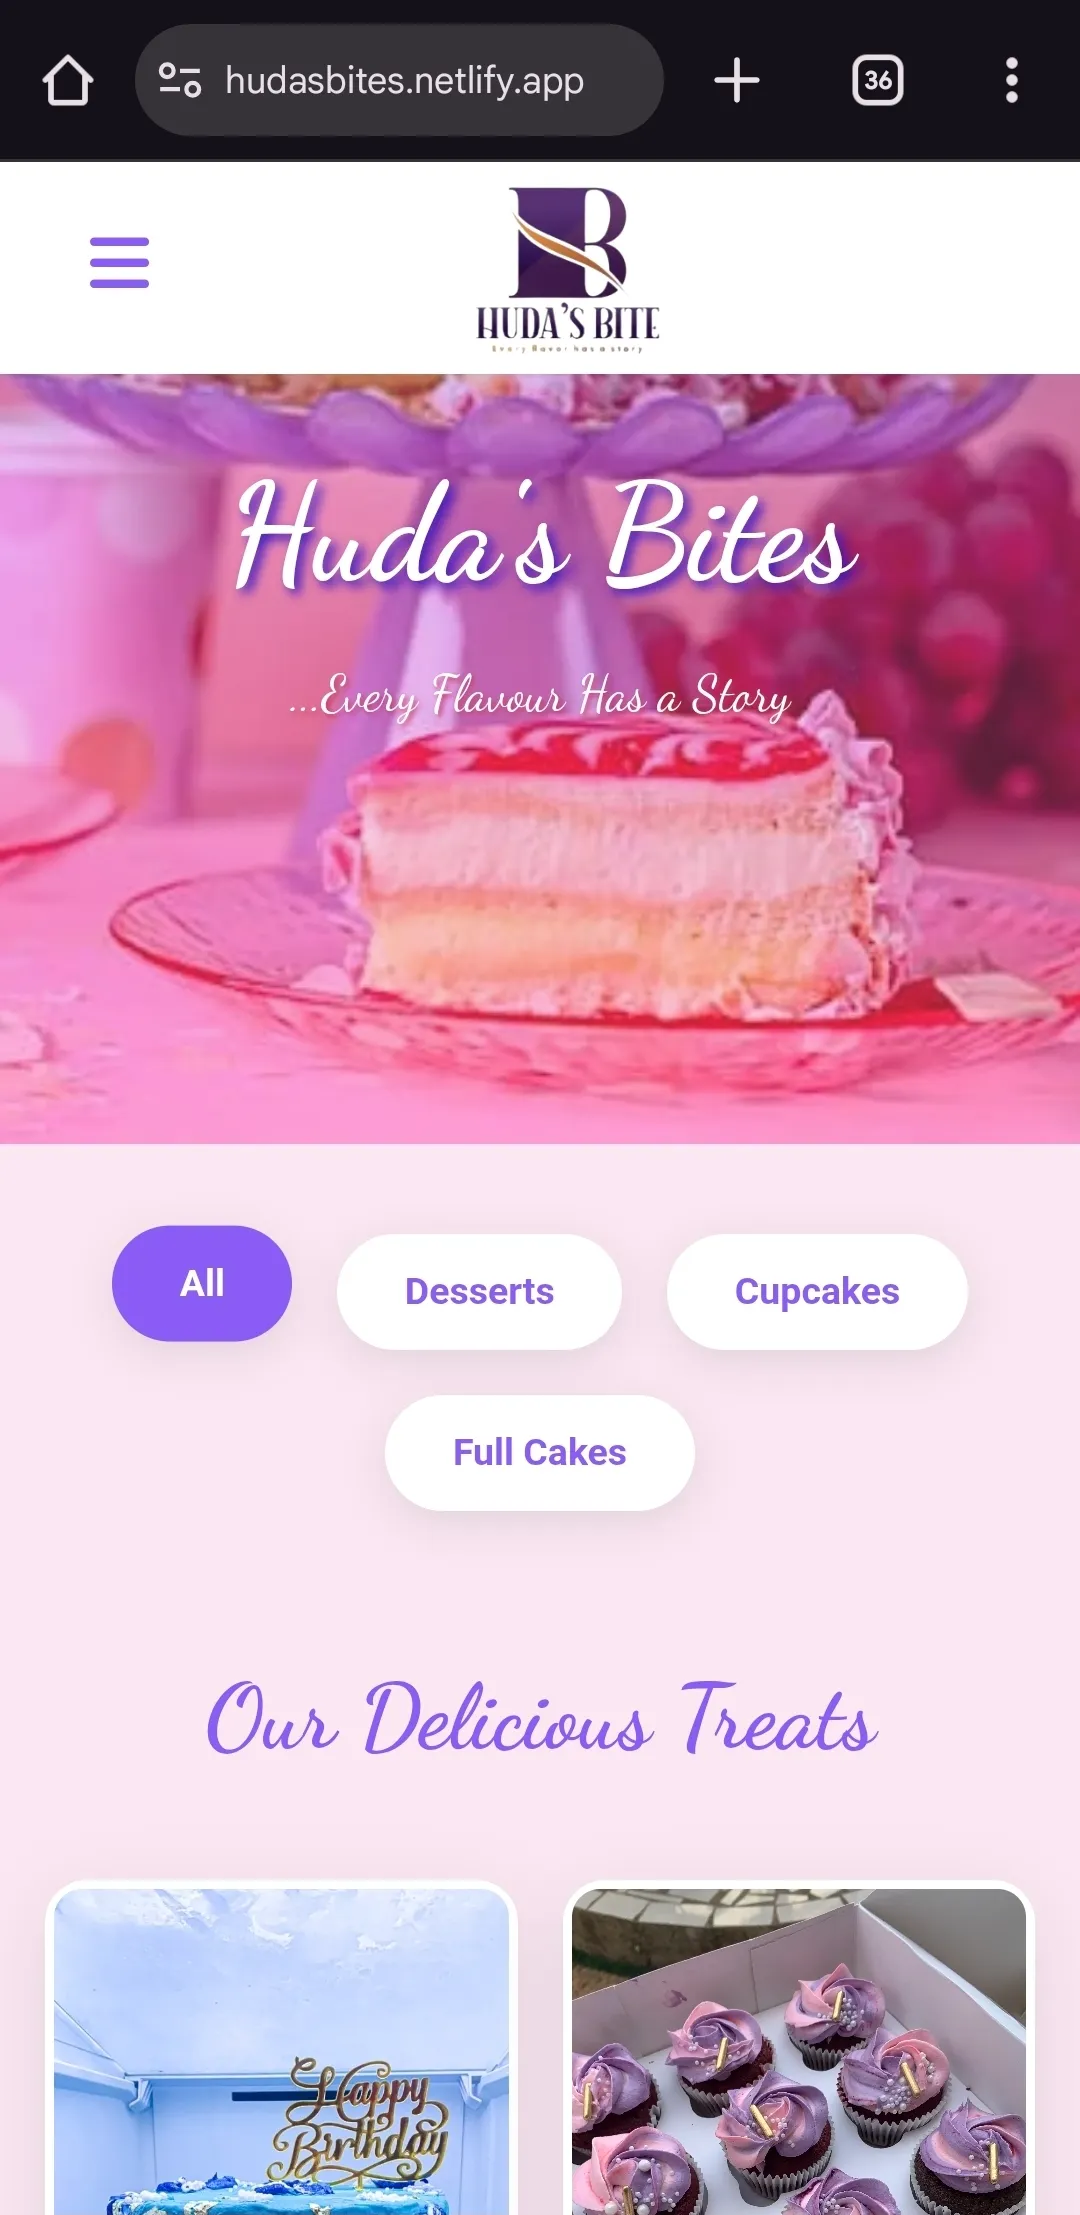 hudasbites.netlify.app
36
B
HUDA'S BITE
Every flavor has a story
Huda's Bites
...Every Flavour Has a Story
All
Desserts
Cupcakes
Full Cakes
Our Delicious Treats
Happy
Birthday